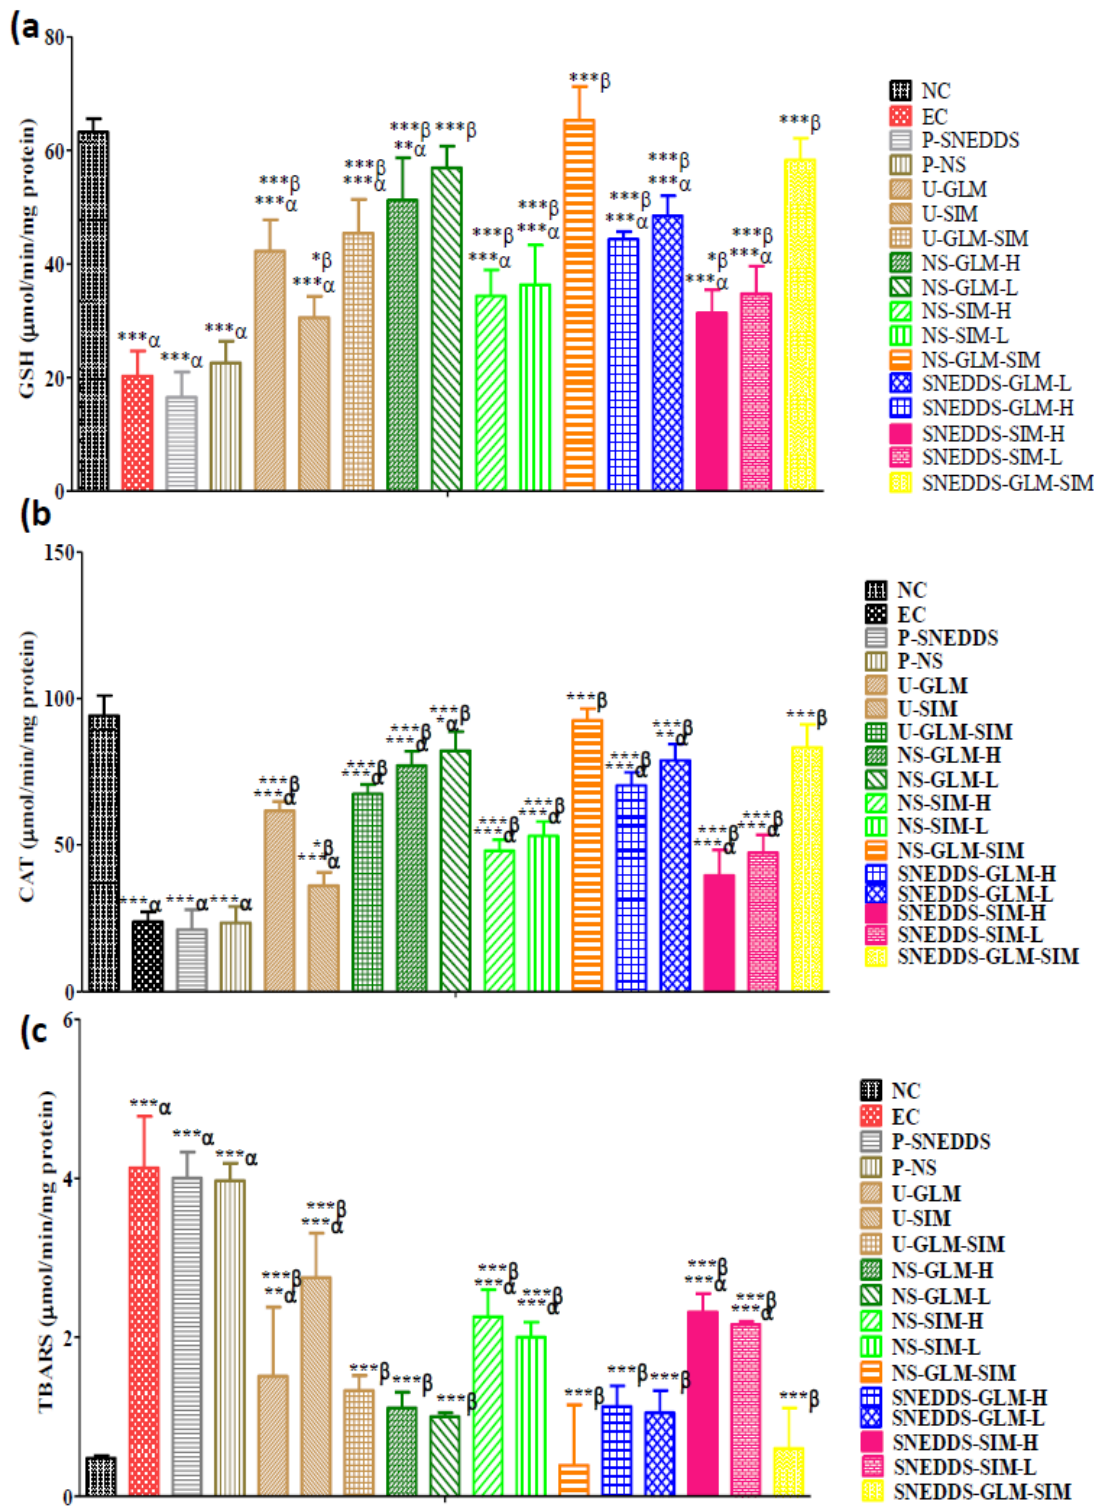 (a
80
60
40
20
0
GSH (µmol/min/mg protein)
***α
***α
***α
***β
***α
*β
***α
***β
***α
***β
**α
***β
***β
***α
***β
***α
***β
***β
***α
***β
***α
*β
***α
***β
***α
***β
NC
EC
P-SNEDDS
P-NS
U-GLM
U-SIM
U-GLM-SIM
NS-GLM-H
NS-GLM-L
NS-SIM-H
NS-SIM-L
NS-GLM-SIM
SNEDDS-GLM-L
SNEDDS-GLM-H
SNEDDS-SIM-H
SNEDDS-SIM-L
SNEDDS-GLM-SIM
(b
150
100
50
0
CAT (µmol/min/mg protein)
***α
***α
***α
***β
***α
*β
***α
***β
***α
***β
***α
***β
*α
***β
***α
***β
***α
***β
***β
***α
***β
**α
***β
***α
***β
***α
***β
NC
EC
P-SNEDDS
P-NS
U-GLM
U-SIM
U-GLM-SIM
NS-GLM-H
NS-GLM-L
NS-SIM-H
NS-SIM-L
NS-GLM-SIM
SNEDDS-GLM-H
SNEDDS-GLM-L
SNEDDS-SIM-H
SNEDDS-SIM-L
SNEDDS-GLM-SIM
(c
6
4
2
0
TBARS (µmol/min/mg protein)
***α
***α
***α
***β
**α
***β
***α
***β
***β
***β
***β
***α
***β
***α
***β
***β
***β
***β
***α
***β
***α
***β
NC
EC
P-SNEDDS
P-NS
U-GLM
U-SIM
U-GLM-SIM
NS-GLM-H
NS-GLM-L
NS-SIM-H
NS-SIM-L
NS-GLM-SIM
SNEDDS-GLM-H
SNEDDS-GLM-L
SNEDDS-SIM-H
SNEDDS-SIM-L
SNEDDS-GLM-SIM